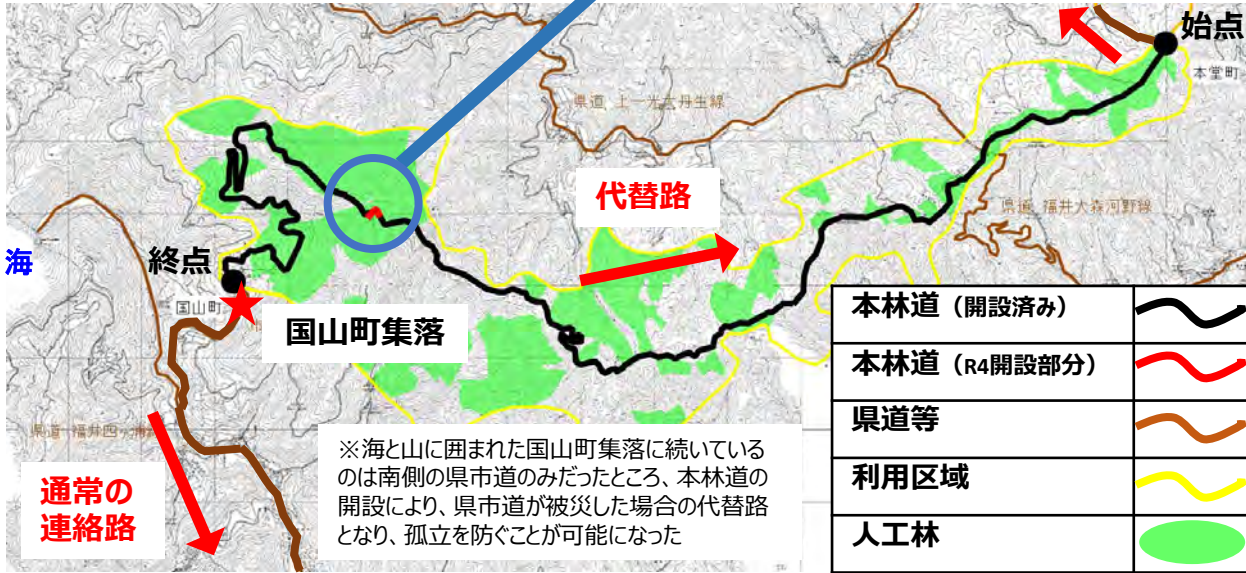 始点
本堂町
県道 上一光大丹生線
代替路
県道 福井大森河野線
海
終点
国山町
国山町集落
県道 福井四ヶ浦線
通常の
連絡路
※海と山に囲まれた国山町集落に続いている
のは南側の県市道のみだったところ、本林道の
開設により、県市道が被災した場合の代替路
となり、孤立を防ぐことが可能になった
本林道（開設済み）
本林道（R4開設部分）
県道等
利用区域
人工林